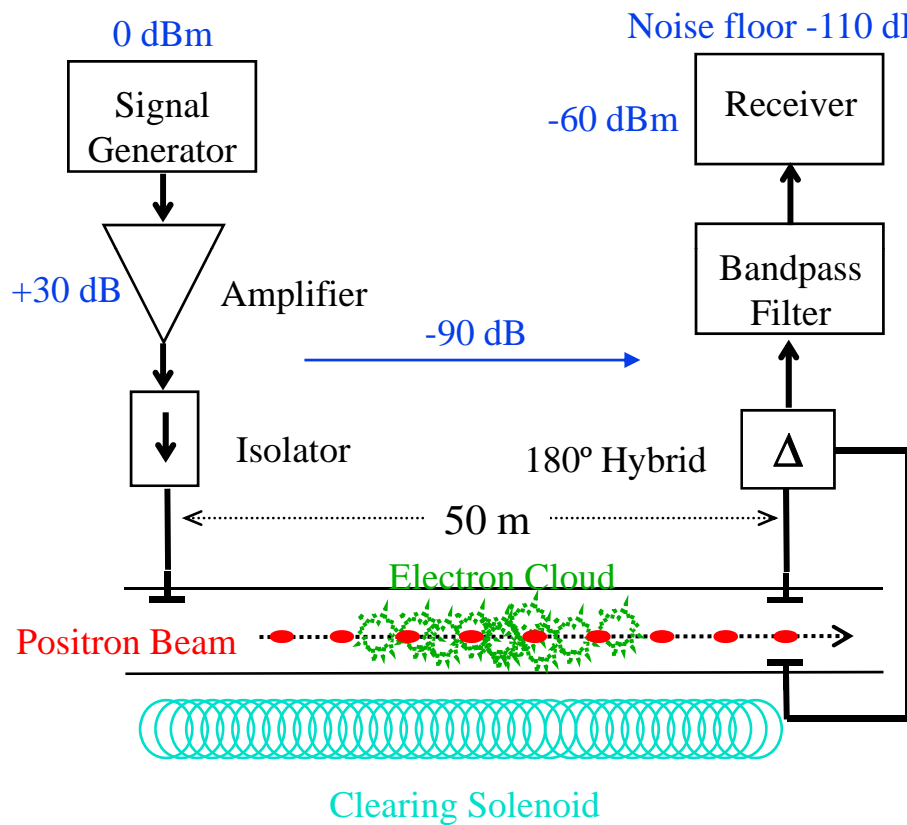 0 dBm
Noise floor -110 d
Signal
Generator
Receiver
-60 dBm
+30 dB
Amplifier
Bandpass
Filter
-90 dB
Isolator
180º Hybrid
Δ
50 m
Electron Cloud
Positron Beam
Clearing Solenoid